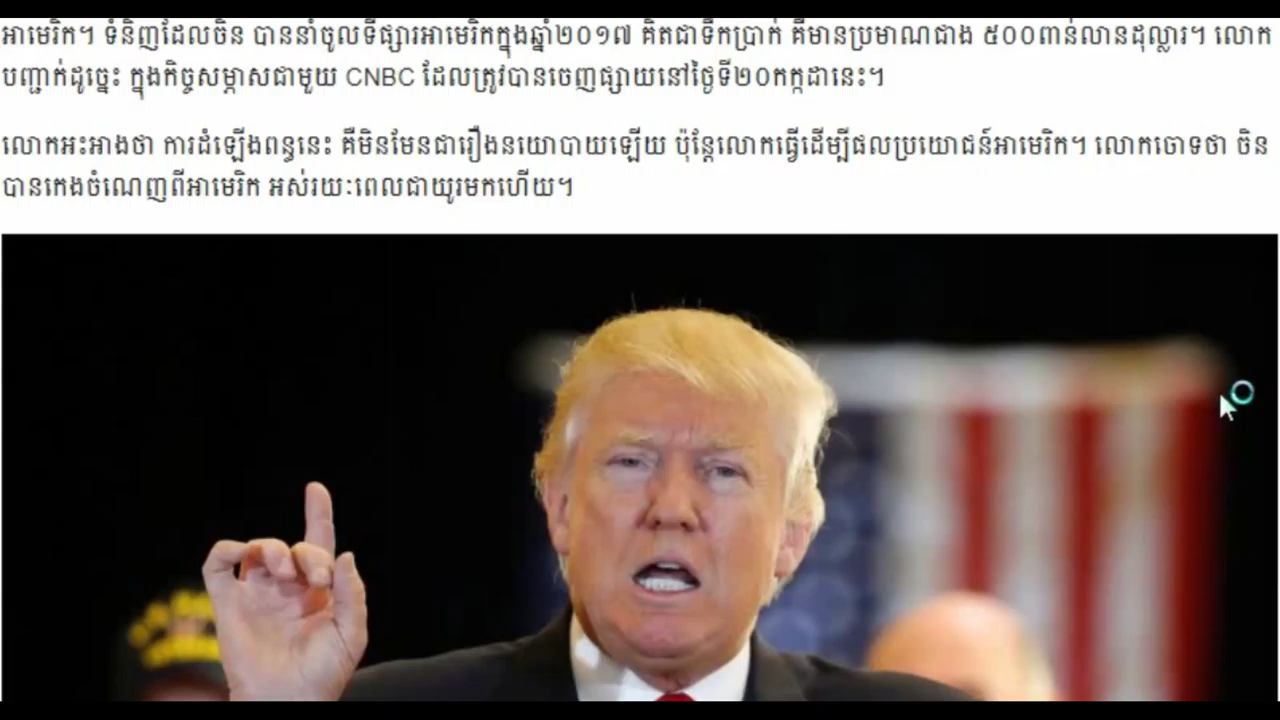 អាមេរិក។ ទំនិញដែលចិន បាននាំចូលទីផ្សារអាមេរិកក្នុងឆ្នាំ២០១៧ គិតជាទឹកប្រាក់ គឺមានប្រមាណជាង ៥០០ពាន់លានដុល្លារ។ លោក
បញ្ជាក់ដូច្នេះ ក្នុងកិច្ចសម្ភាសជាមួយ CNBC ដែលត្រូវបានចេញផ្សាយនៅថ្ងៃទី២០កក្កដានេះ។
លោកអះអាងថា ការដំឡើងពន្ធនេះ គឺមិនមែនជារឿងនយោបាយឡើយ ប៉ុន្តែលោកធ្វើដើម្បីផលប្រយោជន៍អាមេរិក។ លោកចោទថា ចិន
បានកេងចំណេញពីអាមេរិក អស់រយៈពេលជាយូរមកហើយ។